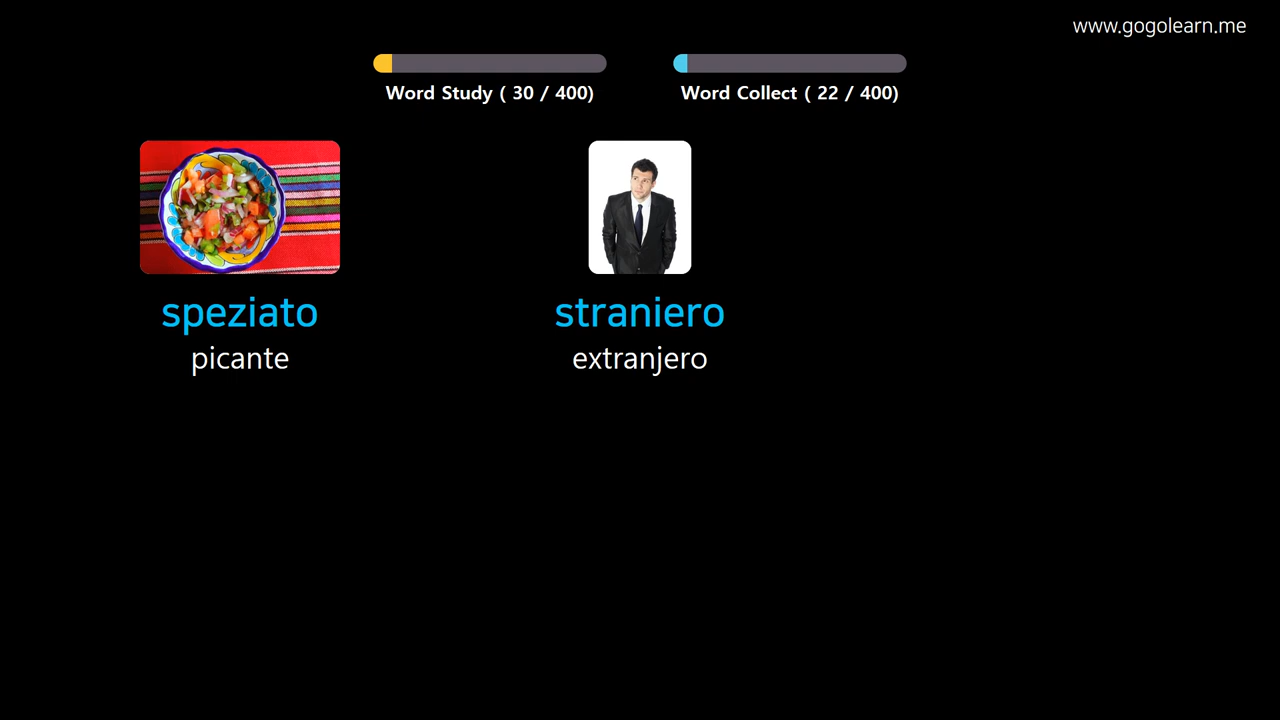 www.gogolearn.me
Word Study ( 30 / 400)
Word Collect ( 22 / 400)
speziato
picante
straniero
extranjero